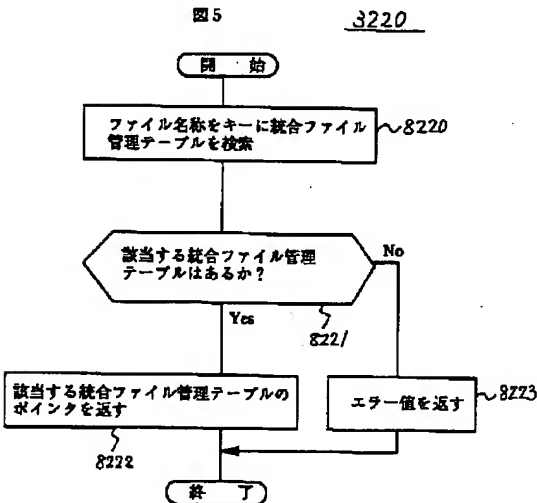 図5
3220
開 始
ファイル名称をキーに統合ファイル
管理テーブルを検索
8220
該当する統合ファイル管理
テーブルはあるか？
No
Yes
8221
該当する統合ファイル管理テーブルの
ポインタを返す
8222
エラー値を返す
8223
終 了